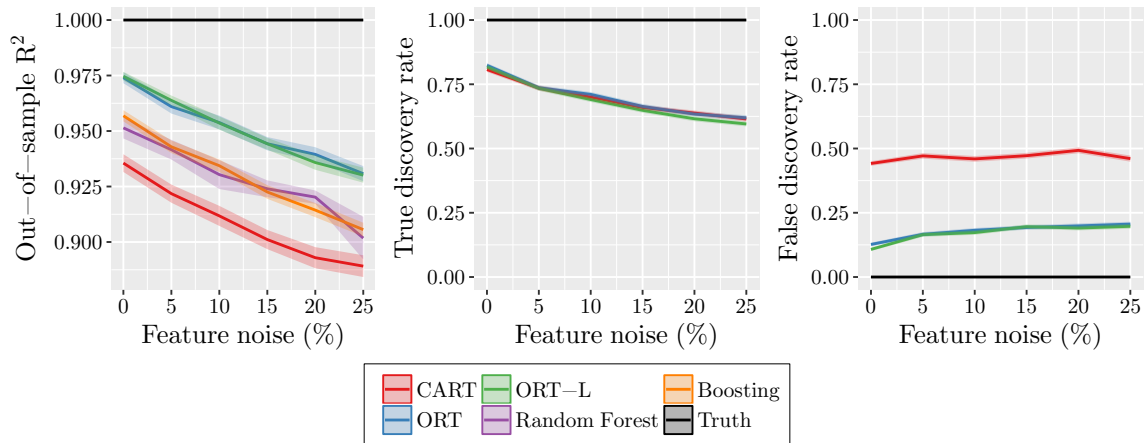 Out−of−sample R²
1.000
0.975
0.950
0.925
0.900
0 5 10 15 20 25
Feature noise (%)
True discovery rate
1.00
0.75
0.50
0.25
0.00
0 5 10 15 20 25
Feature noise (%)
False discovery rate
1.00
0.75
0.50
0.25
0.00
0 5 10 15 20 25
Feature noise (%)
CART ORT−L Boosting
ORT Random Forest Truth